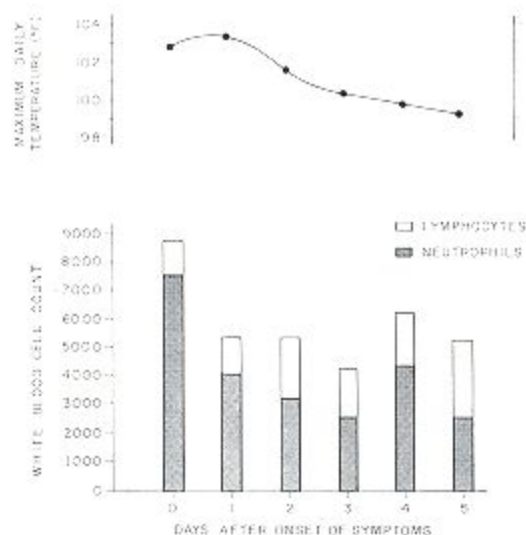 MAXIMUM DAILY
TEMPERATURE (°F)
104
102
100
98
LYMPHOCYTES
NEUTROPHILS
WHITE BLOOD CELL COUNT
9000
8000
7000
6000
5000
4000
3000
2000
1000
0
0 1 2 3 4 5
DAYS AFTER ONSET OF SYMPTOMS